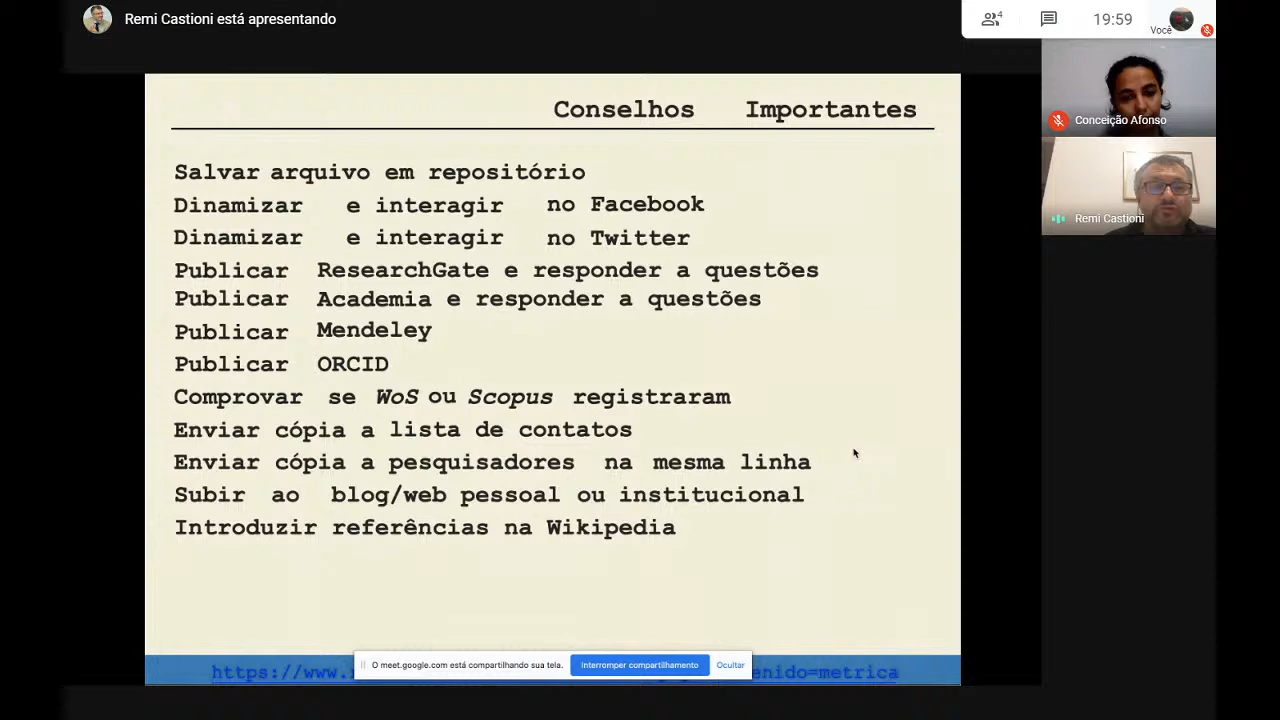 Remi Castioni está apresentando
4
19:59
Você
Conceição Afonso
Remi Castioni
Conselhos Importantes
Salvar arquivo em repositório
Dinamizar e interagir no Facebook
Dinamizar e interagir no Twitter
Publicar ResearchGate e responder a questões
Publicar Academia e responder a questões
Publicar Mendeley
Publicar ORCID
Comprovar se WoS ou Scopus registraram
Enviar cópia a lista de contatos
Enviar cópia a pesquisadores na mesma linha
Subir ao blog/web pessoal ou institucional
Introduzir referências na Wikipedia
O meet.google.com está compartilhando sua tela. Interromper compartilhamento Ocultar
https://www. enido=metrica